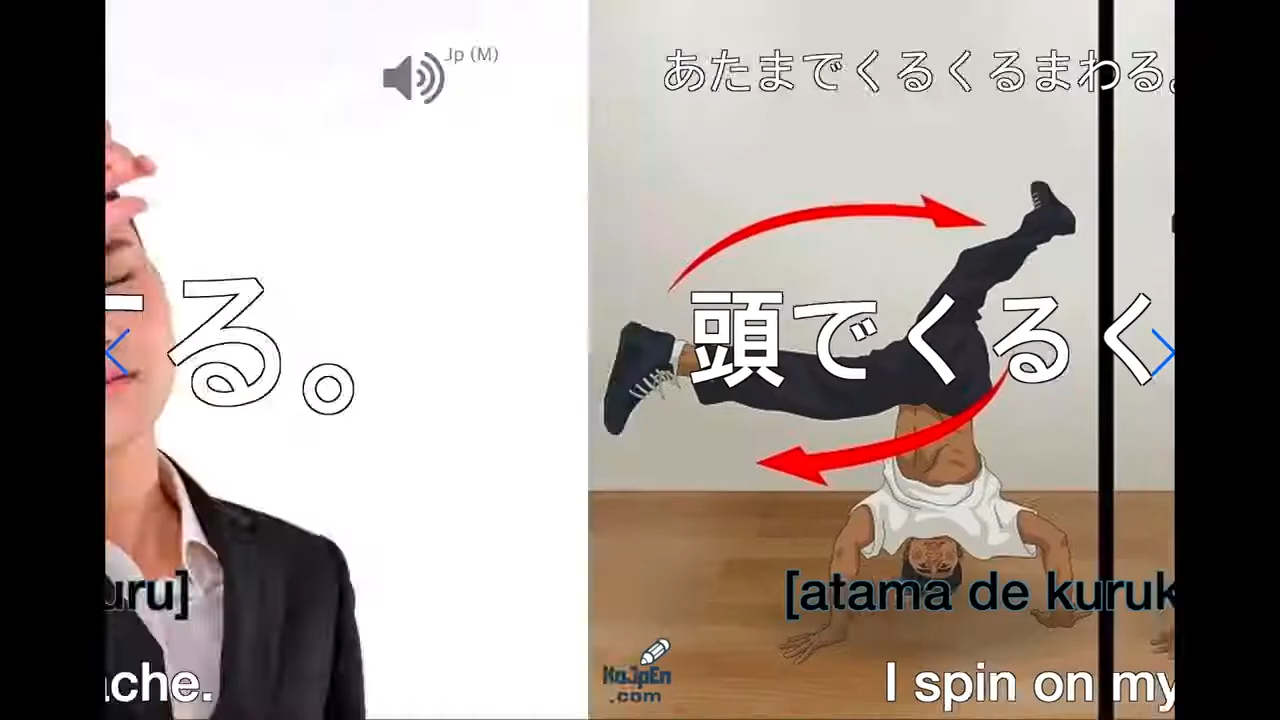 Jp (M)
る。
uru]
ache.
あたまでくるくるまわる。
頭でくるく
[atama de kuruk
I spin on my
KoJpEn
.com